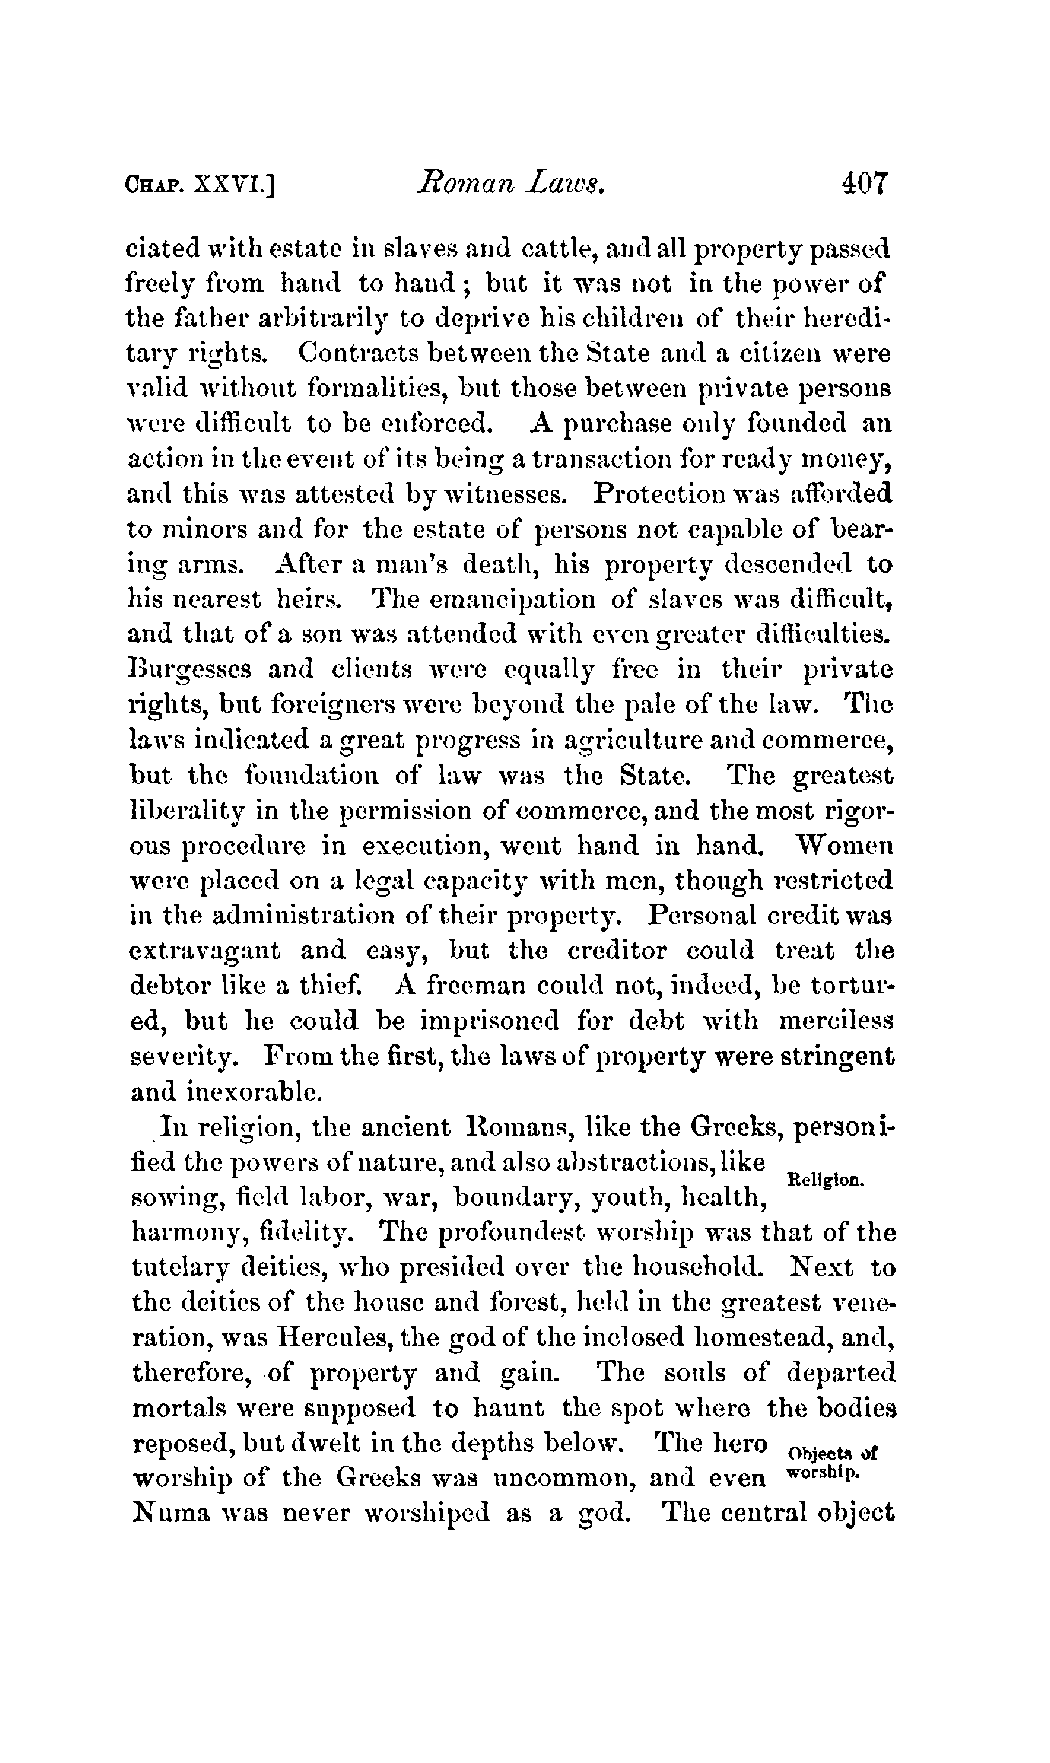 CHAP. XXVI.] Roman Laws. 407
ciated with estate in slaves and cattle, and all property passed
freely from hand to hand; but it was not in the power of
the father arbitrarily to deprive his children of their heredi-
tary rights. Contracts between the State and a citizen were
valid without formalities, but those between private persons
were difficult to be enforced. A purchase only founded an
action in the event of its being a transaction for ready money,
and this was attested by witnesses. Protection was afforded
to minors and for the estate of persons not capable of bear-
ing arms. After a man's death, his property descended to
his nearest heirs. The emancipation of slaves was difficult,
and that of a son was attended with even greater difficulties.
Burgesses and clients were equally free in their private
rights, but foreigners were beyond the pale of the law. The
laws indicated a great progress in agriculture and commerce,
but the foundation of law was the State. The greatest
liberality in the permission of commerce, and the most rigor-
ous procedure in execution, went hand in hand. Women
were placed on a legal capacity with men, though restricted
in the administration of their property. Personal credit was
extravagant and easy, but the creditor could treat the
debtor like a thief. A freeman could not, indeed, be tortur-
ed, but he could be imprisoned for debt with merciless
severity. From the first, the laws of property were stringent
and inexorable.
In religion, the ancient Romans, like the Greeks, personi-
fied the powers of nature, and also abstractions, like
Religion.
sowing, field labor, war, boundary, youth, health,
harmony, fidelity. The profoundest worship was that of the
tutelary deities, who presided over the household. Next to
the deities of the house and forest, held in the greatest vene-
ration, was Hercules, the god of the inclosed homestead, and,
therefore, of property and gain. The souls of departed
mortals were supposed to haunt the spot where the bodies
reposed, but dwelt in the depths below. The hero
Objects of
worship of the Greeks was uncommon, and even
worship.
Numa was never worshiped as a god. The central object